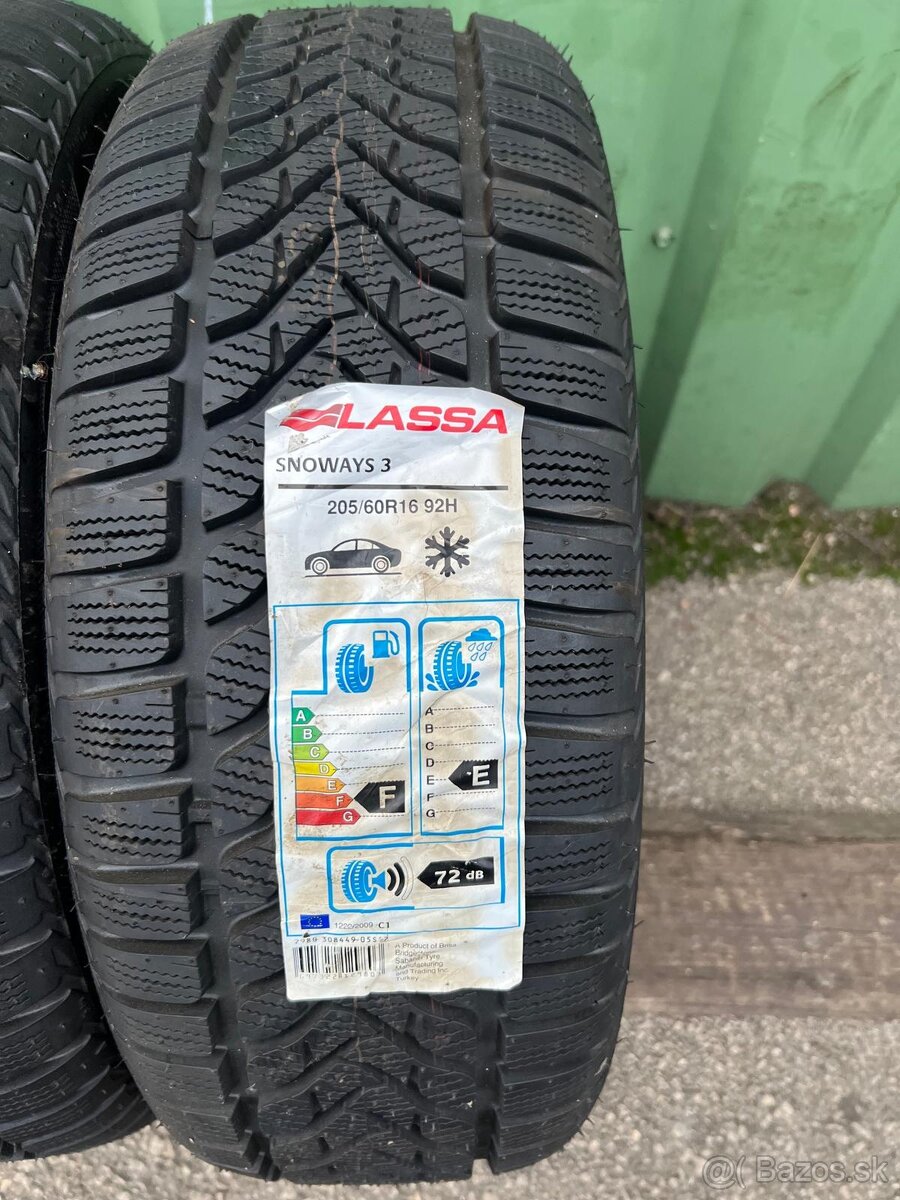 LASSA
SNOWAYS 3
205/60R16 92H
A
B
C
D
E
F
G
F
A
B
C
D
E
F
G
E
72 dB
1222/2009 - C1
A Product of Brisa
Bridgestone
Sabancı Tyre
Manufacturing
and Trading Inc.
Turkey
@( Bazos.sk